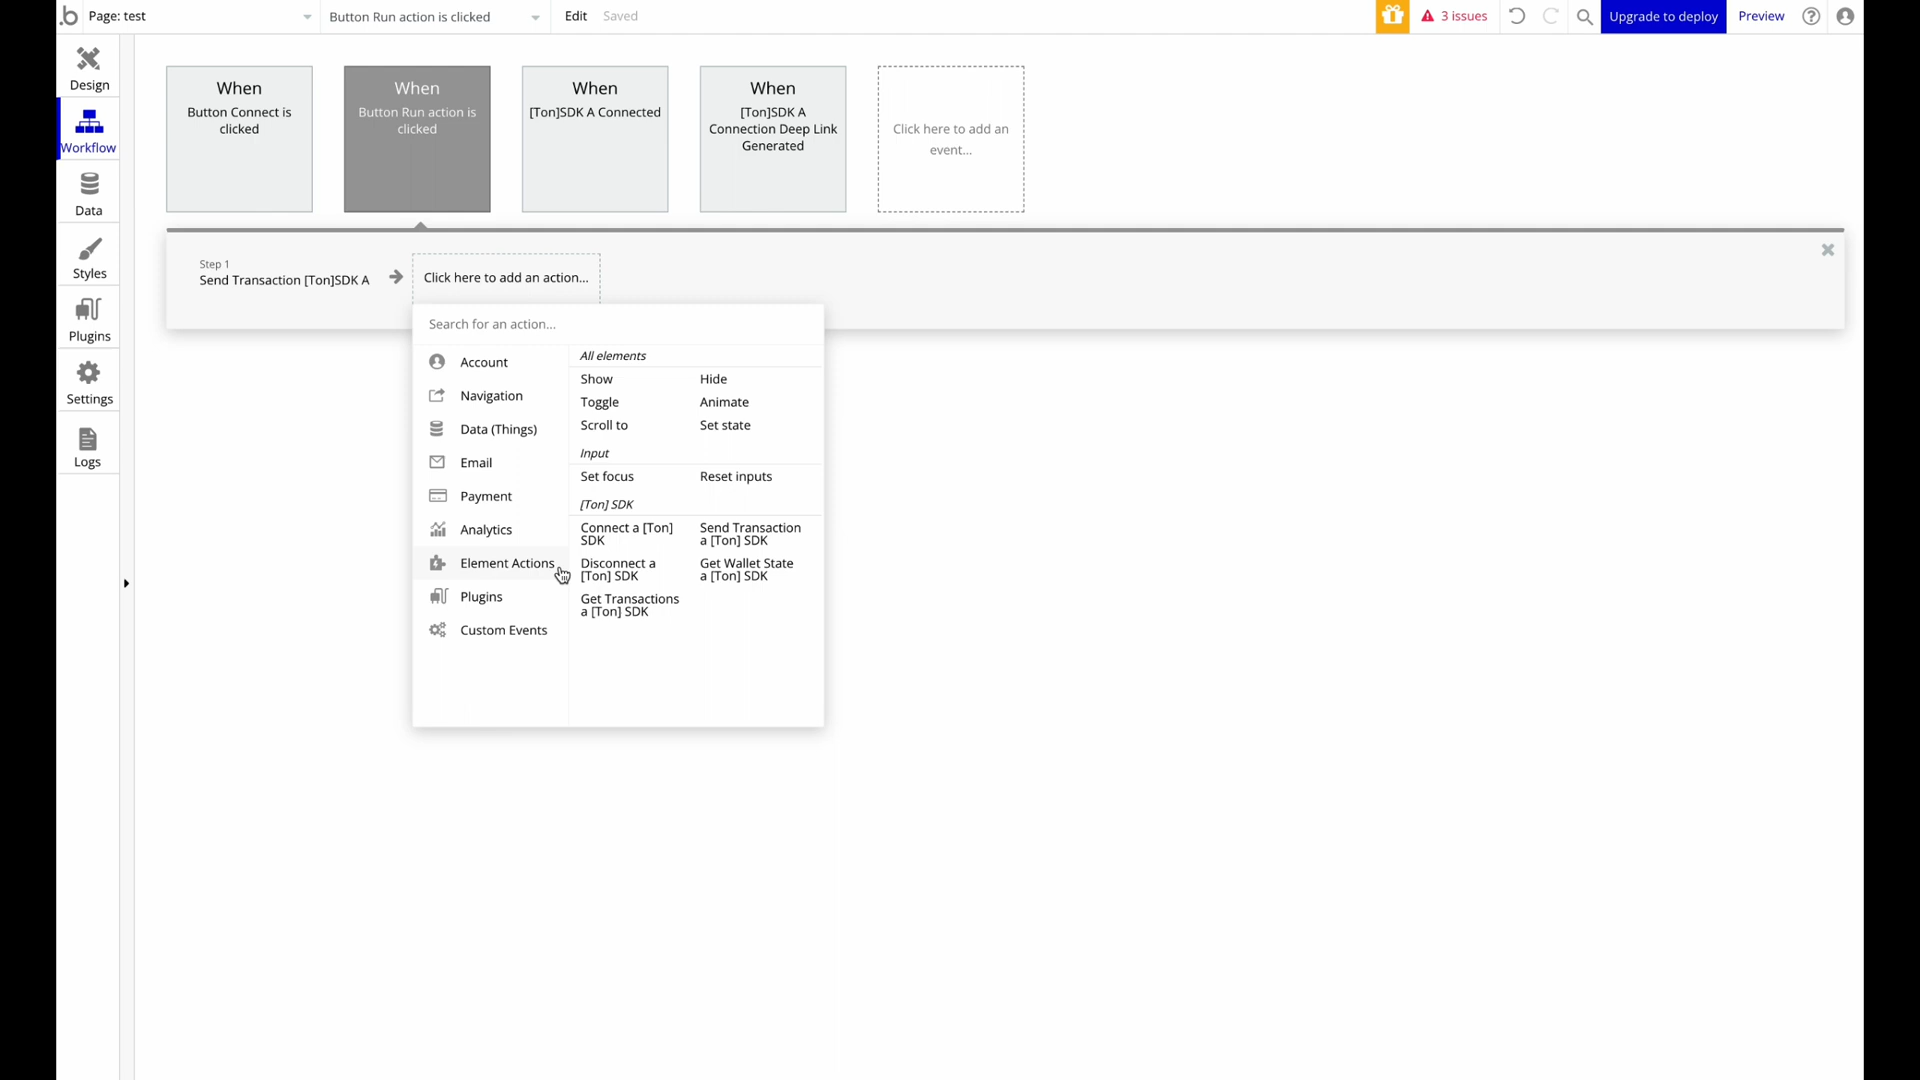 b Page: test
Button Run action is clicked
Edit
Saved
3 issues
Upgrade to deploy
Preview
?
Design
Workflow
Data
Styles
Plugins
Settings
Logs
When
Button Connect is
clicked
When
Button Run action is
clicked
When
[Ton]SDK A Connected
When
[Ton]SDK A
Connection Deep Link
Generated
Click here to add an
event...
Step 1
Send Transaction [Ton]SDK A
Click here to add an action...
Search for an action...
Account
Navigation
Data (Things)
Email
Payment
Analytics
Element Actions
Plugins
Custom Events
All elements
Show
Hide
Toggle
Animate
Scroll to
Set state
Input
Set focus
Reset inputs
[Ton] SDK
Connect a [Ton]
SDK
Send Transaction
a [Ton] SDK
Disconnect a
[Ton] SDK
Get Wallet State
a [Ton] SDK
Get Transactions
a [Ton] SDK